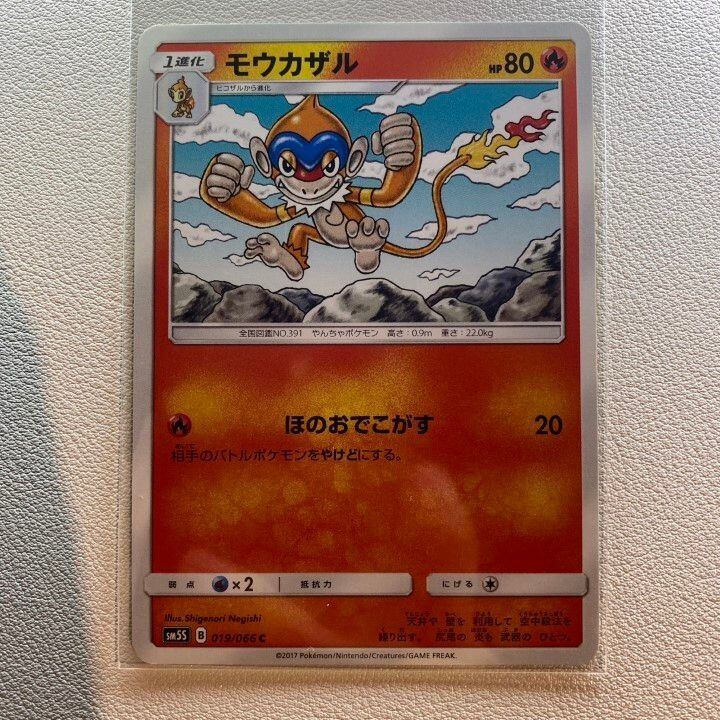 1進化
モウカザル
HP80
ヒコザルから進化
全国図鑑NO.391 やんちゃポケモン 高さ:0.9m 重さ:22.0kg
ほのおでこがす 20
相手のバトルポケモンをやけどにする。
弱点 ×2 抵抗力 にげる
Illus.Shigenori Negishi
天井や 壁を 利用して 空中殺法を
繰り出す。尻尾の 炎も 武器の ひとつ。
SM5S B 019/066 C
©2017 Pokémon/Nintendo/Creatures/GAME FREAK.